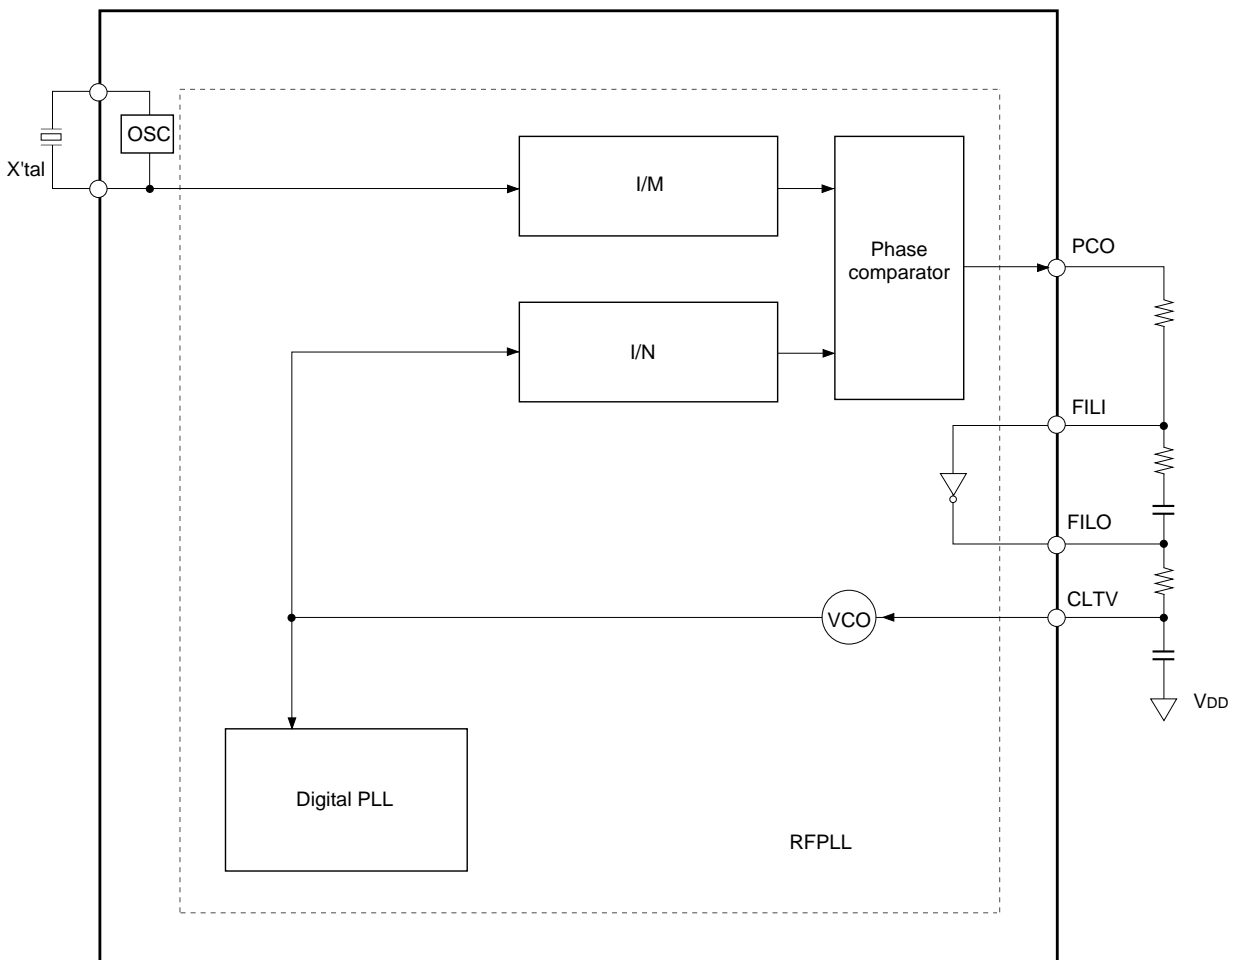 OSC
X'tal
I/M
Phase
comparator
PCO
I/N
FILI
FILO
CLTV
VCO
VDD
Digital PLL
RFPLL